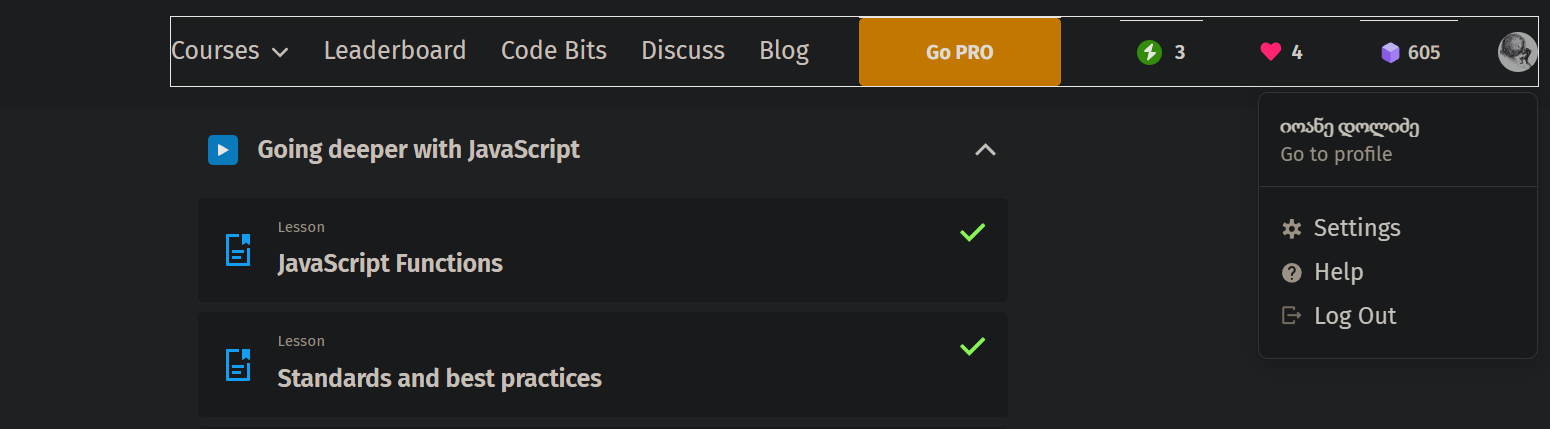 Courses Leaderboard Code Bits Discuss Blog Go PRO 3 4 605
იოანე დოლიძე
Go to profile
Settings
Help
Log Out
Going deeper with JavaScript
Lesson
JavaScript Functions
Lesson
Standards and best practices